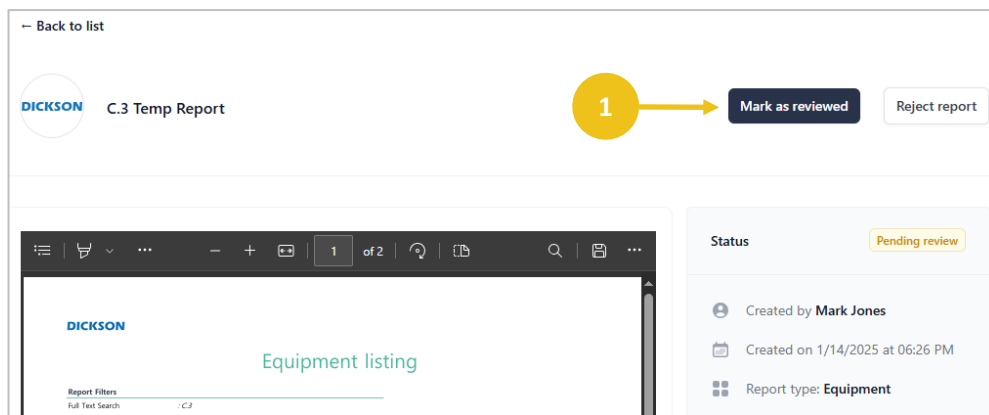 ← Back to list
DICKSON
C.3 Temp Report
1
Mark as reviewed
Reject report
1 of 2
Status
Pending review
DICKSON
Equipment listing
Report Filters
Full Text Search : C.3
Created by Mark Jones
Created on 1/14/2025 at 06:26 PM
Report type: Equipment